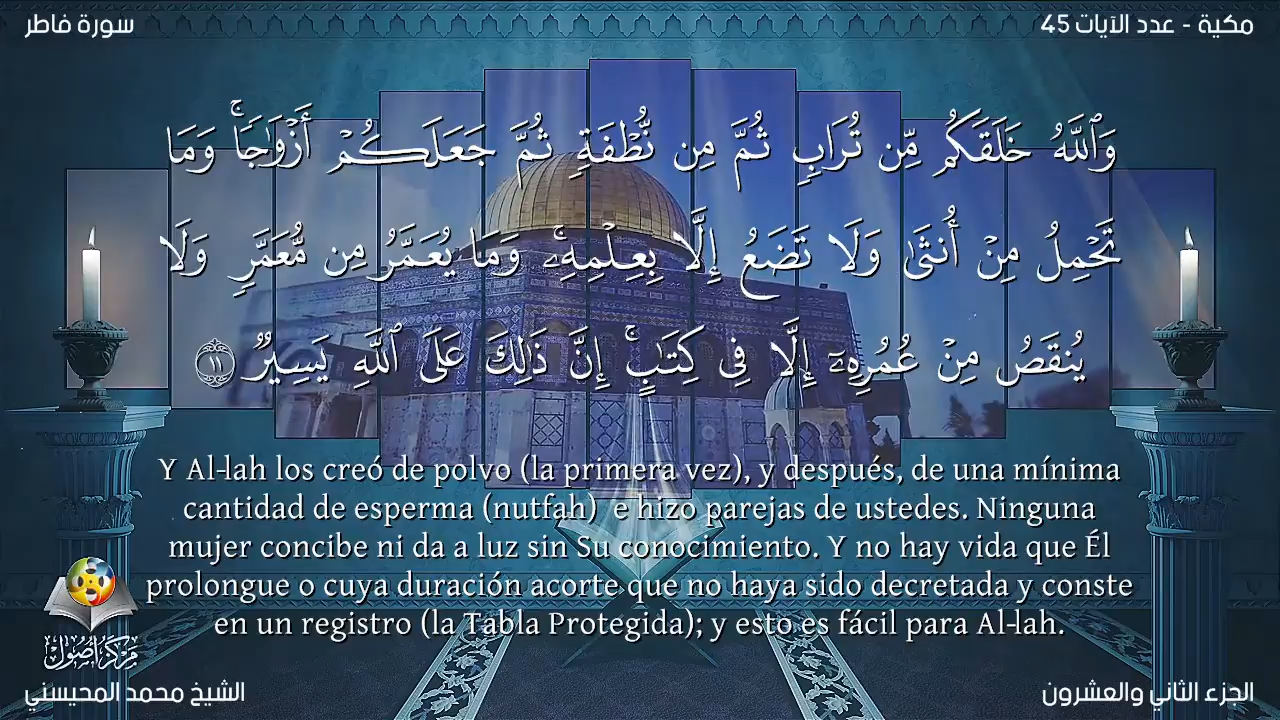 سورة فاطر
مكية - عدد الآيات 45
وَٱللَّهُ خَلَقَكُم مِّن تُرَابٍ ثُمَّ مِن نُّطْفَةٍ ثُمَّ جَعَلَكُمْ أَزْوَٰجًا ۚ وَمَا
تَحْمِلُ مِنْ أُنثَىٰ وَلَا تَضَعُ إِلَّا بِعِلْمِهِۦ ۚ وَمَا يُعَمَّرُ مِن مُّعَمَّرٍ وَلَا
يُنقَصُ مِنْ عُمُرِهِۦٓ إِلَّا فِى كِتَـٰبٍ ۚ إِنَّ ذَٰلِكَ عَلَى ٱللَّهِ يَسِيرٌ ١١
Y Al-lah los creó de polvo (la primera vez), y después, de una mínima
cantidad de esperma (nutfah)  e hizo parejas de ustedes. Ninguna
mujer concibe ni da a luz sin Su conocimiento. Y no hay vida que Él
prolongue o cuya duración acorte que no haya sido decretada y conste
en un registro (la Tabla Protegida); y esto es fácil para Al-lah.
مركز أصول
الشيخ محمد المحيسني
الجزء الثاني والعشرون